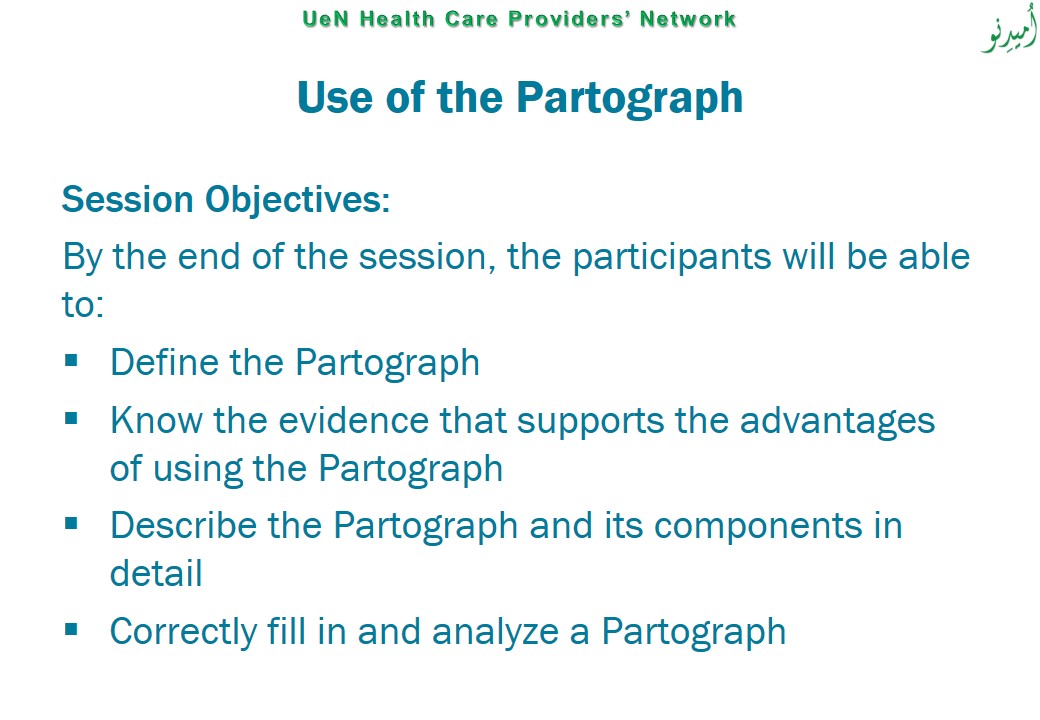 UeN Health Care Providers’ Network
اُميدِنو
Use of the Partograph
Session Objectives:
By the end of the session, the participants will be able
to:
▪ Define the Partograph
▪ Know the evidence that supports the advantages
of using the Partograph
▪ Describe the Partograph and its components in
detail
▪ Correctly fill in and analyze a Partograph